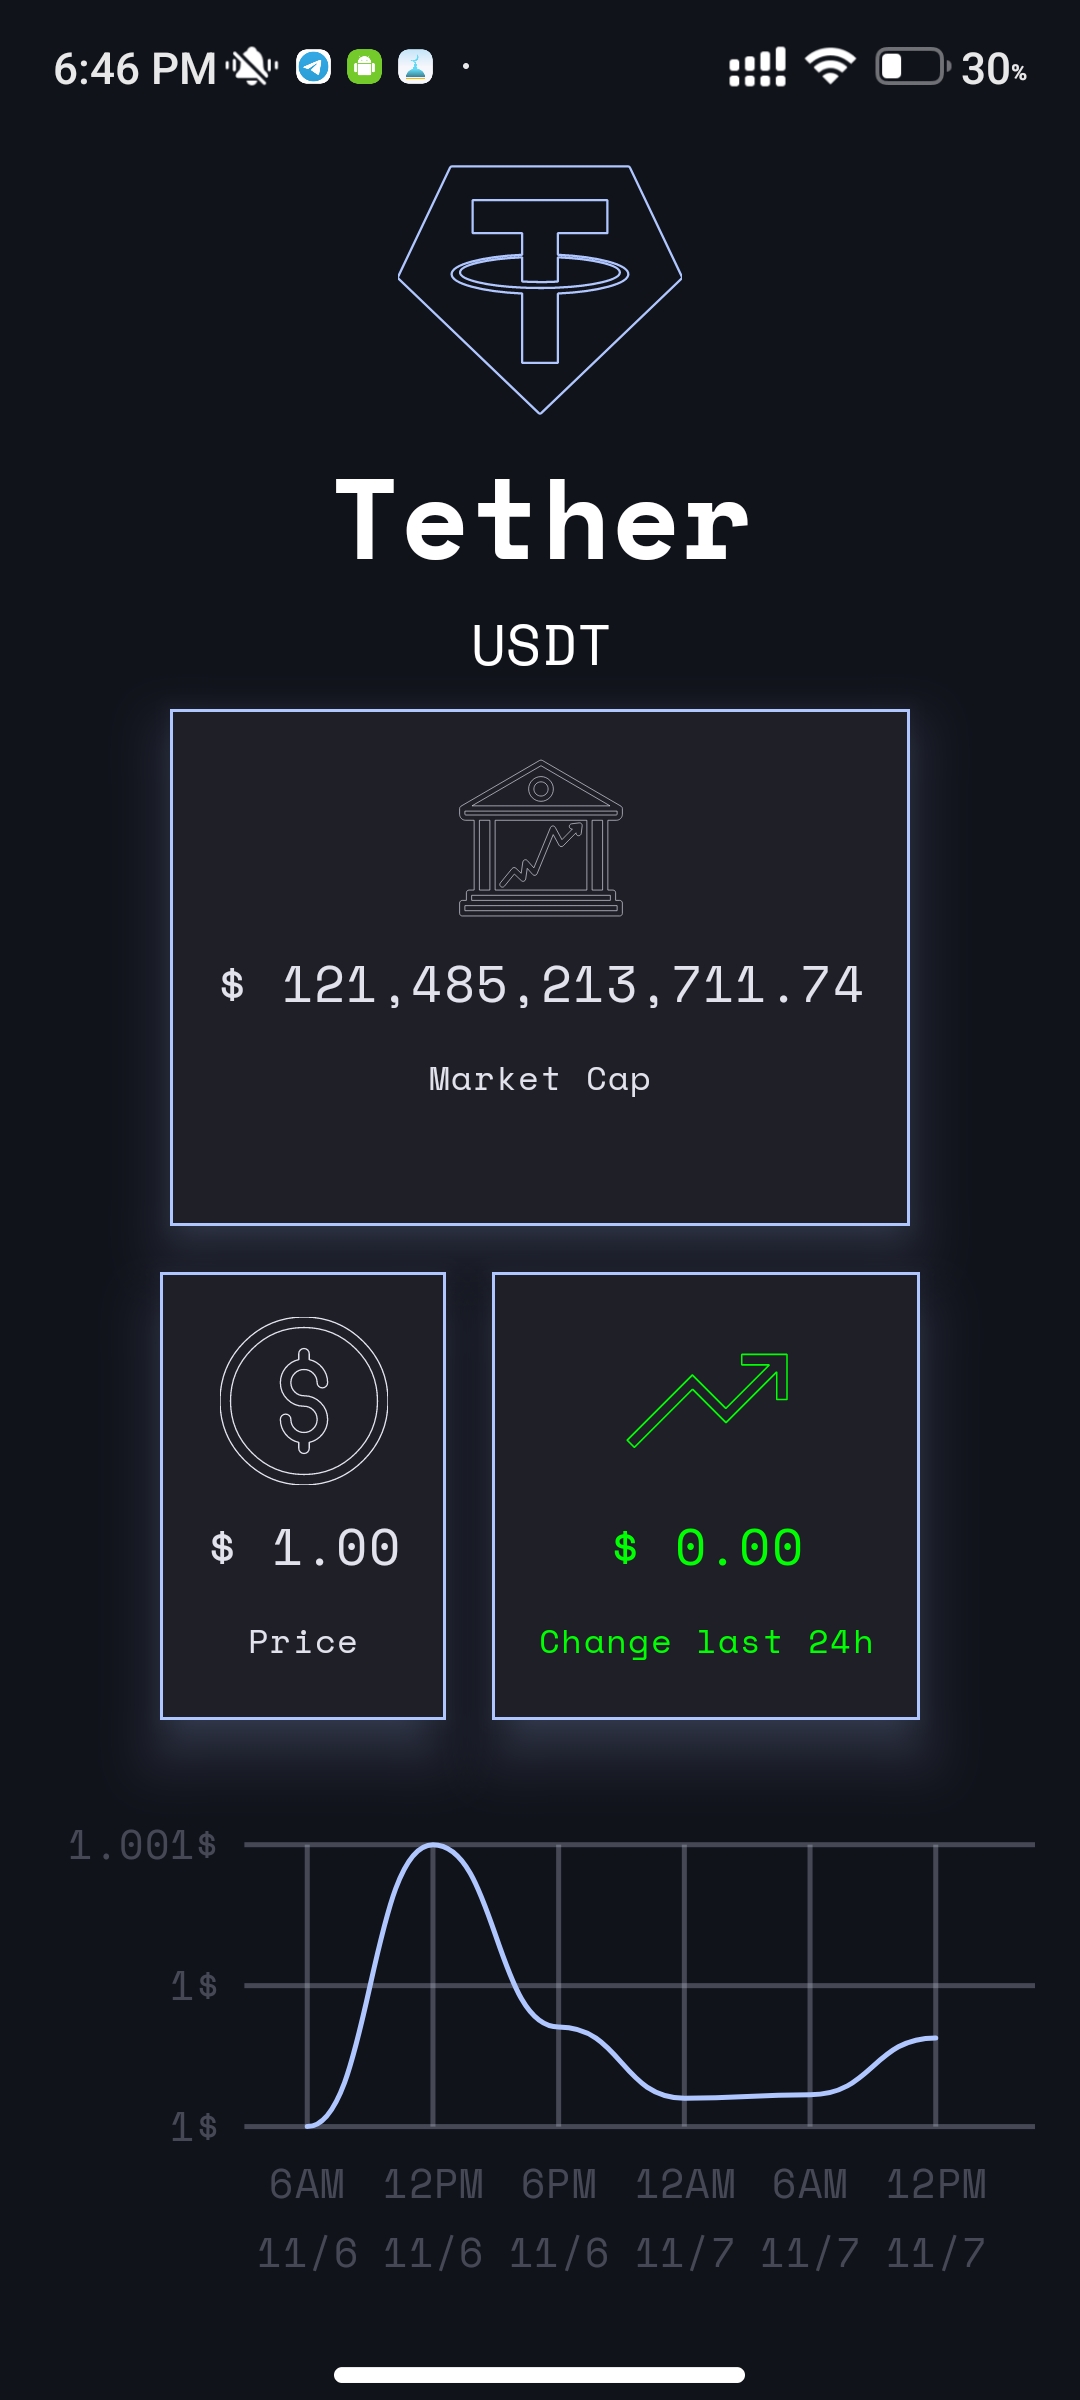 6:46 PM
30%
Tether
USDT
$ 121,485,213,711.74
Market Cap
$ 1.00
Price
$ 0.00
Change last 24h
1.001$
1$
1$
6AM 12PM 6PM 12AM 6AM 12PM
11/6 11/6 11/6 11/7 11/7 11/7